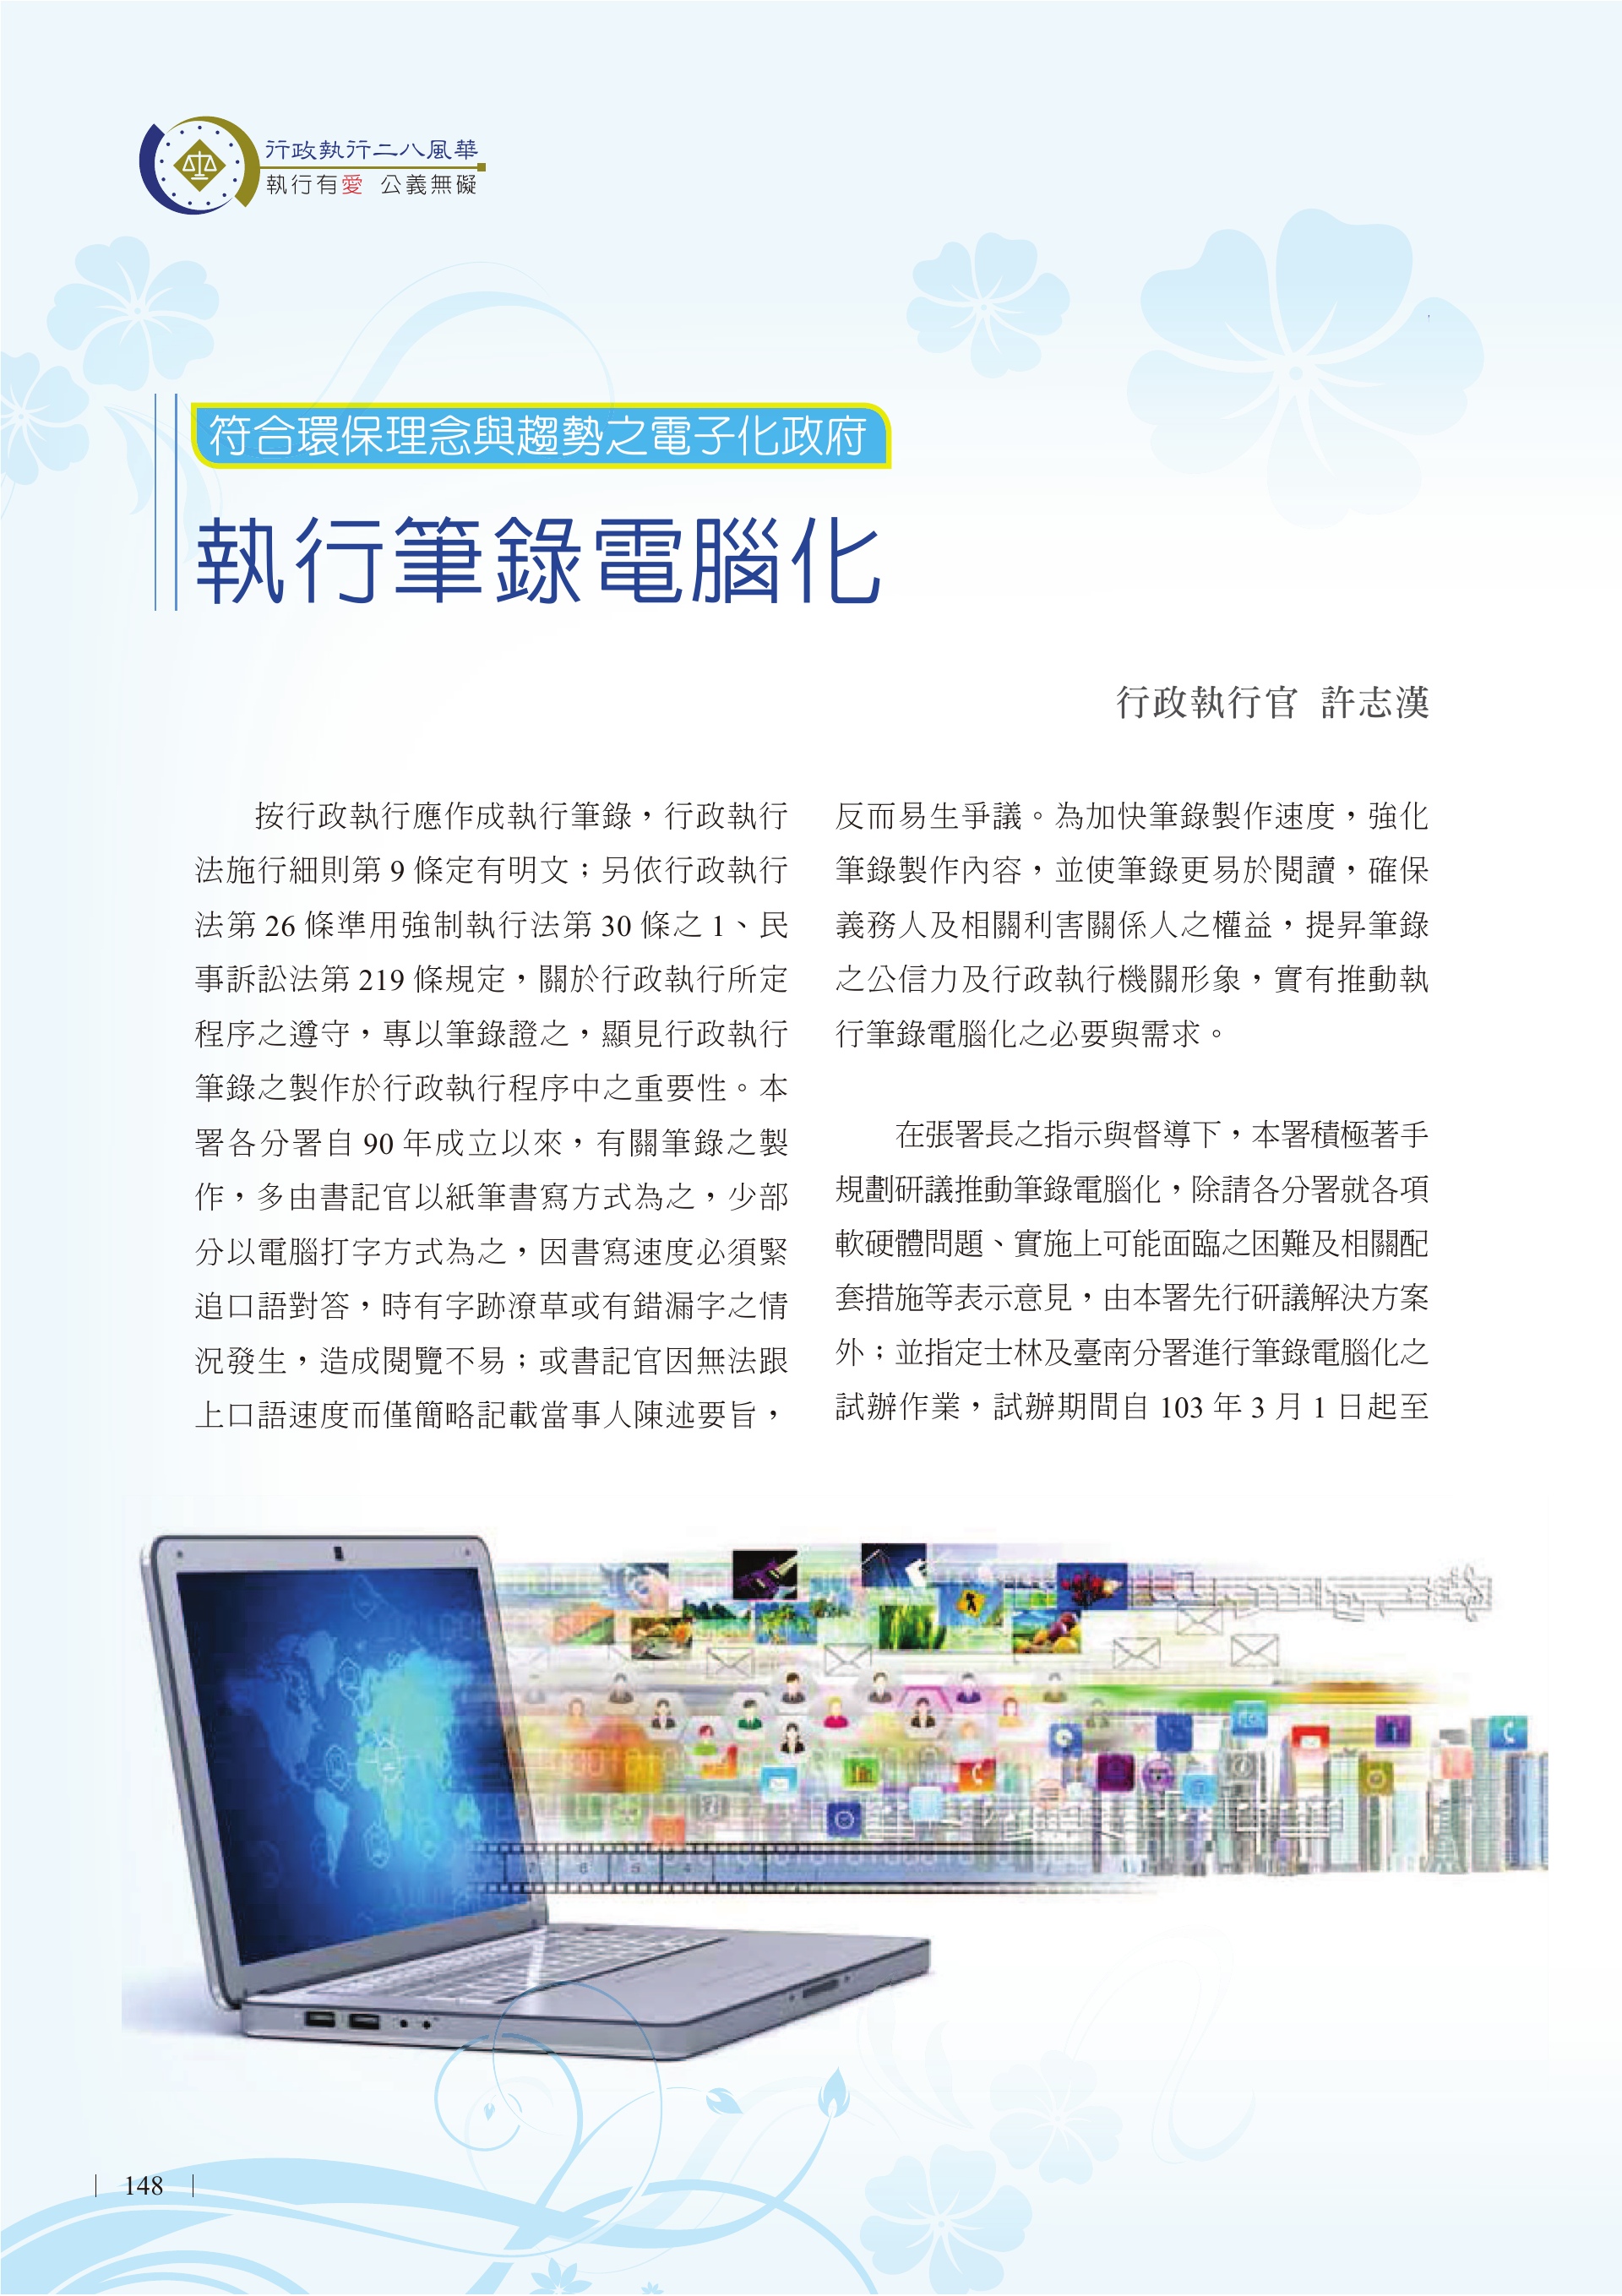 行政執行二八風華
執行有愛 公義無礙
符合環保理念與趨勢之電子化政府
執行筆錄電腦化
行政執行官 許志漢
按行政執行應作成執行筆錄，行政執行
法施行細則第 9 條定有明文；另依行政執行
法第 26 條準用強制執行法第 30 條之 1、民
事訴訟法第 219 條規定，關於行政執行所定
程序之遵守，專以筆錄證之，顯見行政執行
筆錄之製作於行政執行程序中之重要性。本
署各分署自 90 年成立以來，有關筆錄之製
作，多由書記官以紙筆書寫方式為之，少部
分以電腦打字方式為之，因書寫速度必須緊
追口語對答，時有字跡潦草或有錯漏字之情
況發生，造成閱覽不易；或書記官因無法跟
上口語速度而僅簡略記載當事人陳述要旨，
反而易生爭議。為加快筆錄製作速度，強化
筆錄製作內容，並使筆錄更易於閱讀，確保
義務人及相關利害關係人之權益，提昇筆錄
之公信力及行政執行機關形象，實有推動執
行筆錄電腦化之必要與需求。
在張署長之指示與督導下，本署積極著手
規劃研議推動筆錄電腦化，除請各分署就各項
軟硬體問題、實施上可能面臨之困難及相關配
套措施等表示意見，由本署先行研議解決方案
外；並指定士林及臺南分署進行筆錄電腦化之
試辦作業，試辦期間自 103 年 3 月 1 日起至
148